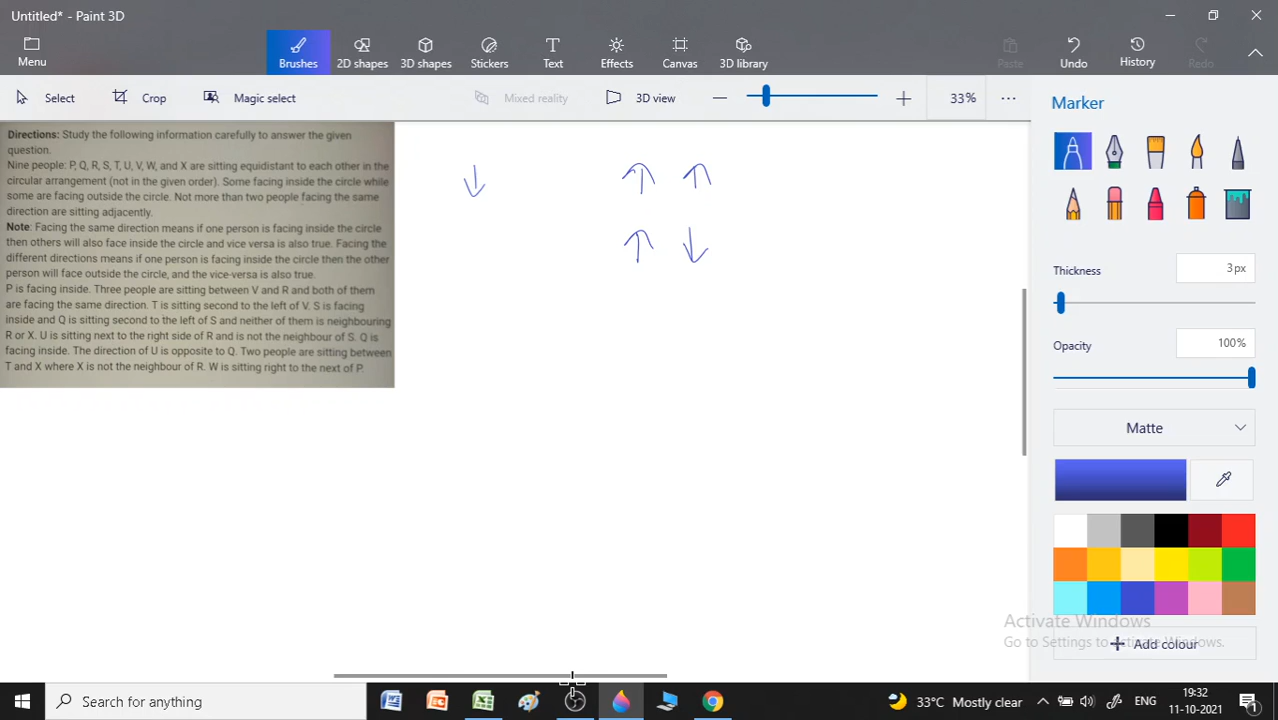 Untitled* - Paint 3D
Menu
Brushes
2D shapes
3D shapes
Stickers
Text
Effects
Canvas
3D library
Paste
Undo
History
Redo
Select
Crop
Magic select
Mixed reality
3D view
33%
Directions: Study the following information carefully to answer the given
question.
Nine people: P, Q, R, S, T, U, V, W, and X are sitting equidistant to each other in the
circular arrangement (not in the given order). Some facing inside the circle while
some are facing outside the circle. Not more than two people facing the same
direction are sitting adjacently.
Note: Facing the same direction means if one person is facing inside the circle
then others will also face inside the circle and vice versa is also true. Facing the
different directions means if one person is facing inside the circle then the other
person will face outside the circle, and the vice-versa is also true.
P is facing inside. Three people are sitting between V and R and both of them
are facing the same direction. T is sitting second to the left of V. S is facing
inside and Q is sitting second to the left of S and neither of them is neighbouring
R or X. U is sitting next to the right side of R and is not the neighbour of S. Q is
facing inside. The direction of U is opposite to Q. Two people are sitting between
T and X where X is not the neighbour of R. W is sitting right to the next of P.
Marker
Thickness
3px
Opacity
100%
Matte
Activate Windows
Go to Settings to activate Windows.
Add colour
Search for anything
33°C Mostly clear
ENG
19:32
11-10-2021
1